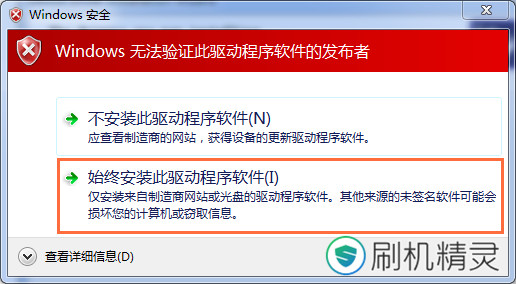 Windows 安全
Windows 无法验证此驱动程序软件的发布者
不安装此驱动程序软件(N)
应查看制造商的网站，获得设备的更新驱动程序软件。
始终安装此驱动程序软件(I)
仅安装来自制造商网站或光盘的驱动程序软件。其他来源的未签名软件可能会
损坏您的计算机或窃取信息。
查看详细信息(D)
刷机精灵